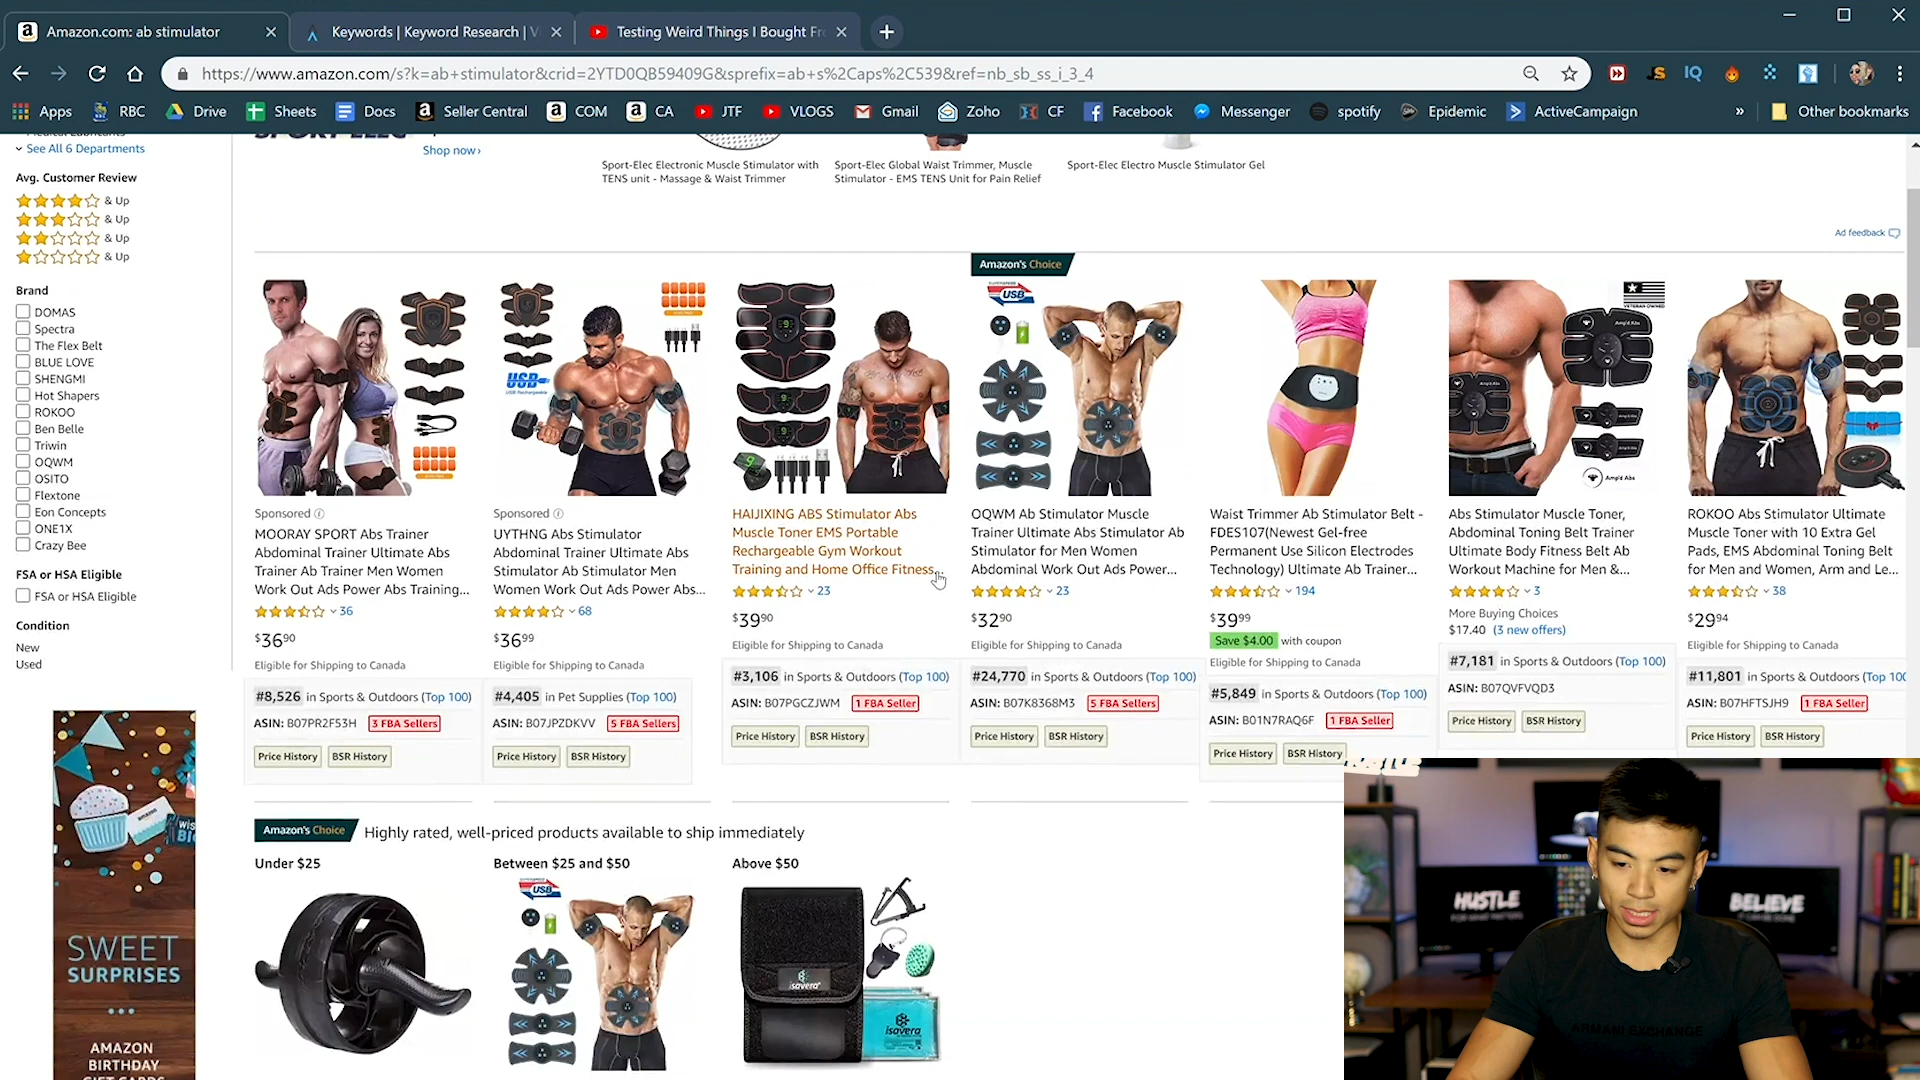 Amazon.com: ab stimulator
Keywords | Keyword Research | V
Testing Weird Things I Bought Fr
https://www.amazon.com/s?k=ab+stimulator&crid=2YTD0QB59409G&sprefix=ab+s%2Caps%2C539&ref=nb_sb_ss_i_3_4
Apps RBC Drive Sheets Docs Seller Central COM CA JTF VLOGS Gmail Zoho CF Facebook Messenger spotify Epidemic ActiveCampaign » Other bookmarks
See All 6 Departments
Avg. Customer Review
& Up
& Up
& Up
& Up
Brand
DOMAS
Spectra
The Flex Belt
BLUE LOVE
SHENGMI
Hot Shapers
ROKOO
Ben Belle
Triwin
OQWM
OSITO
Flextone
Eon Concepts
ONE1X
Crazy Bee
FSA or HSA Eligible
FSA or HSA Eligible
Condition
New
Used
SWEET
SURPRISES
AMAZON
BIRTHDAY
GIFT CARDS
Shop now›
Sport-Elec Electronic Muscle Stimulator with
TENS unit - Massage & Waist Trimmer
Sport-Elec Global Waist Trimmer, Muscle
Stimulator - EMS TENS Unit for Pain Relief
Sport-Elec Electro Muscle Stimulator Gel
Ad feedback
Sponsored
MOORAY SPORT Abs Trainer
Abdominal Trainer Ultimate Abs
Trainer Ab Trainer Men Women
Work Out Ads Power Abs Training...
36
$36 90
Eligible for Shipping to Canada
#8,526 in Sports & Outdoors (Top 100)
ASIN: B07PR2F53H 3 FBA Sellers
Price History BSR History
USB
Sponsored
UYTHNG Abs Stimulator
Abdominal Trainer Ultimate Abs
Stimulator Ab Stimulator Men
Women Work Out Ads Power Abs...
68
$36 99
Eligible for Shipping to Canada
#4,405 in Pet Supplies (Top 100)
ASIN: B07JPZDKVV 5 FBA Sellers
Price History BSR History
HAIJIXING ABS Stimulator Abs
Muscle Toner EMS Portable
Rechargeable Gym Workout
Training and Home Office Fitness...
23
$39 90
Eligible for Shipping to Canada
#3,106 in Sports & Outdoors (Top 100)
ASIN: B07PGCZJWM 1 FBA Seller
Price History BSR History
Amazon's Choice
USB
OQWM Ab Stimulator Muscle
Trainer Ultimate Abs Stimulator Ab
Stimulator for Men Women
Abdominal Work Out Ads Power...
23
$32 90
Eligible for Shipping to Canada
#24,770 in Sports & Outdoors (Top 100)
ASIN: B07K8368M3 5 FBA Sellers
Price History BSR History
Waist Trimmer Ab Stimulator Belt -
FDES107(Newest Gel-free
Permanent Use Silicon Electrodes
Technology) Ultimate Ab Trainer...
194
$39 99
Save $4.00 with coupon
Eligible for Shipping to Canada
#5,849 in Sports & Outdoors (Top 100)
ASIN: B01N7RAQ6F 1 FBA Seller
Price History BSR History
VETERAN OWNED
Amp'd Abs
Amp'd Abs
Abs Stimulator Muscle Toner,
Abdominal Toning Belt Trainer
Ultimate Body Fitness Belt Ab
Workout Machine for Men &...
3
More Buying Choices
$17.40 (3 new offers)
#7,181 in Sports & Outdoors (Top 100)
ASIN: B07QVFVQD3
Price History BSR History
ROKOO Abs Stimulator Ultimate
Muscle Toner with 10 Extra Gel
Pads, EMS Abdominal Toning Belt
for Men and Women, Arm and Le...
38
$29 94
Eligible for Shipping to Canada
#11,801 in Sports & Outdoors (Top 100
ASIN: B07HFTSJH9 1 FBA Seller
Price History BSR History
Amazon's Choice Highly rated, well-priced products available to ship immediately
Under $25
Between $25 and $50
Above $50
USB
isavera
isavera
HUSTLE
BELIEVE
ARMANI EXCHANGE